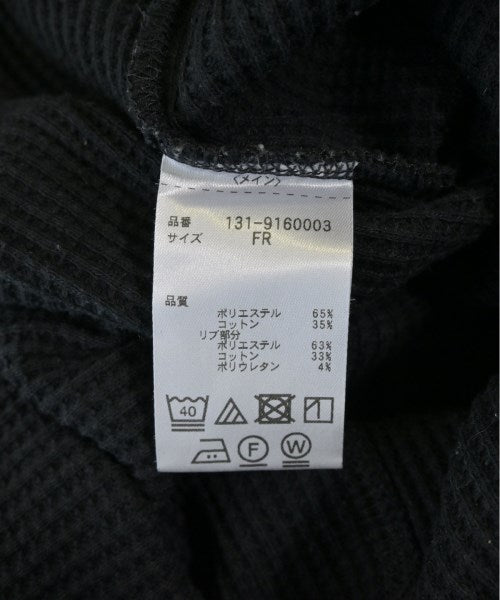 〈メイン〉
品番 131-9160003
サイズ FR
品質
ポリエステル 65%
コットン 35%
リブ部分
ポリエステル 63%
コットン 33%
ポリウレタン 4%
40
F W